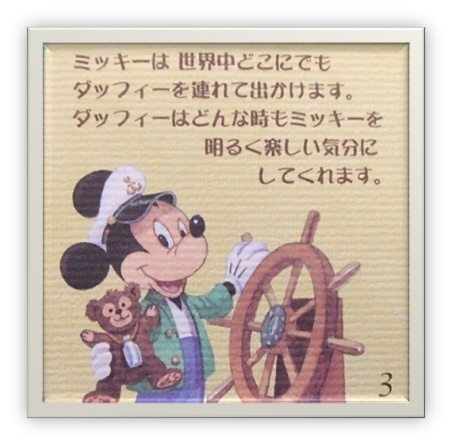 ミッキーは 世界中どこにでも
ダッフィーを連れて出かけます。
ダッフィーはどんな時もミッキーを
明るく楽しい気分に
してくれます。
3